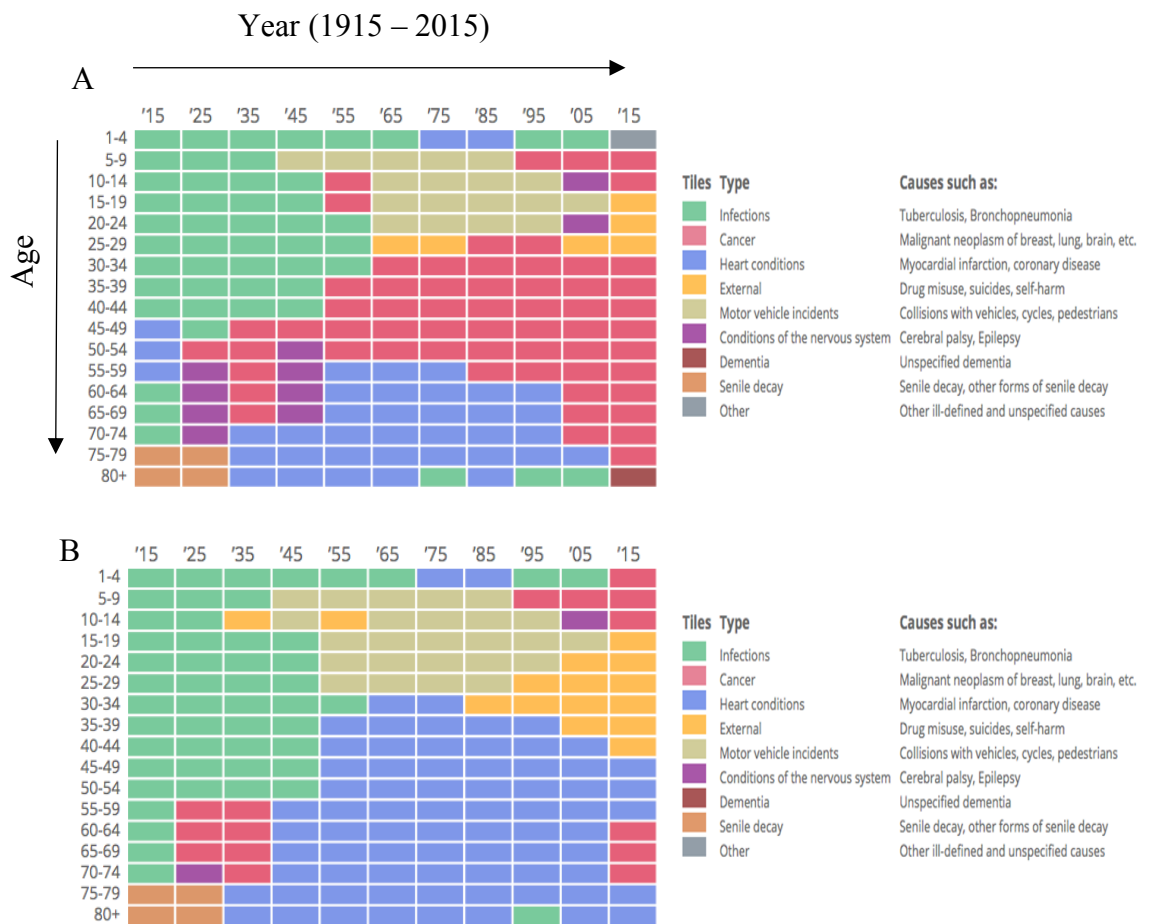 Year (1915 – 2015)
A
'15 '25 '35 '45 '55 '65 '75 '85 '95 '05 '15
Age
1-4
5-9
10-14
15-19
20-24
25-29
30-34
35-39
40-44
45-49
50-54
55-59
60-64
65-69
70-74
75-79
80+
Tiles Type Causes such as:
Infections Tuberculosis, Bronchopneumonia
Cancer Malignant neoplasm of breast, lung, brain, etc.
Heart conditions Myocardial infarction, coronary disease
External Drug misuse, suicides, self-harm
Motor vehicle incidents Collisions with vehicles, cycles, pedestrians
Conditions of the nervous system Cerebral palsy, Epilepsy
Dementia Unspecified dementia
Senile decay Senile decay, other forms of senile decay
Other Other ill-defined and unspecified causes
B
'15 '25 '35 '45 '55 '65 '75 '85 '95 '05 '15
1-4
5-9
10-14
15-19
20-24
25-29
30-34
35-39
40-44
45-49
50-54
55-59
60-64
65-69
70-74
75-79
80+
Tiles Type Causes such as:
Infections Tuberculosis, Bronchopneumonia
Cancer Malignant neoplasm of breast, lung, brain, etc.
Heart conditions Myocardial infarction, coronary disease
External Drug misuse, suicides, self-harm
Motor vehicle incidents Collisions with vehicles, cycles, pedestrians
Conditions of the nervous system Cerebral palsy, Epilepsy
Dementia Unspecified dementia
Senile decay Senile decay, other forms of senile decay
Other Other ill-defined and unspecified causes